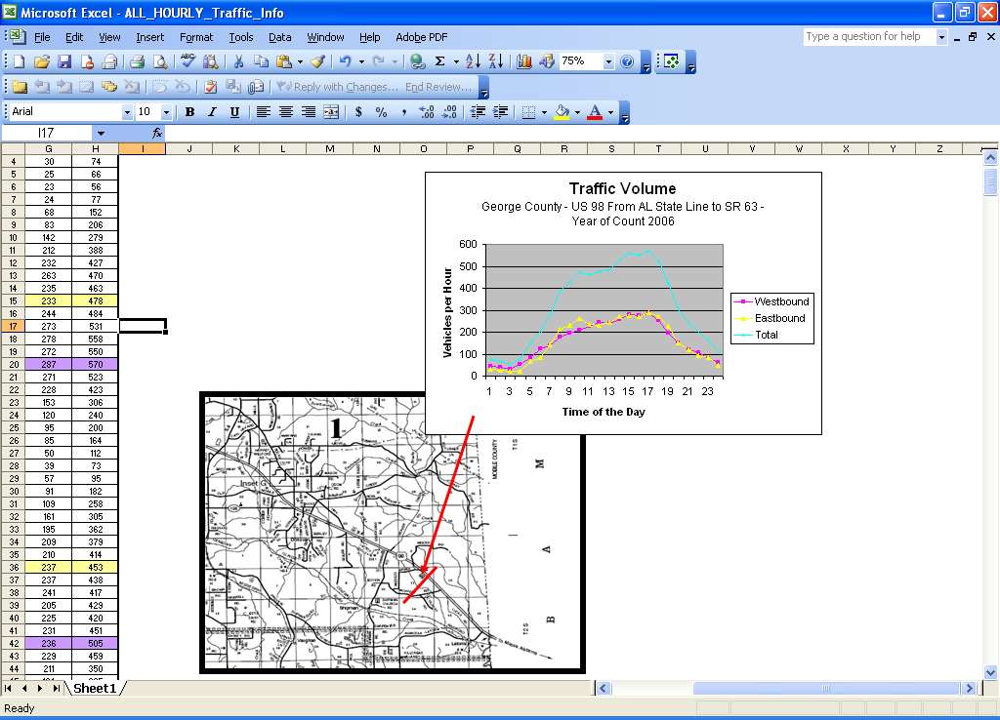 Microsoft Excel - ALL_HOURLY_Traffic_Info
File Edit View Insert Format Tools Data Window Help Adobe PDF
Type a question for help
75%
Reply with Changes... End Review...
Arial 10 B I U $ % ,
I17 fx
G H I J K L M N O P Q R S T U V W X Y Z
4 30 74
5 25 66
6 23 56
7 24 77
8 68 152
9 83 206
10 142 279
11 212 388
12 232 427
13 263 470
14 235 463
15 233 478
16 244 484
17 273 531
18 278 558
19 272 550
20 287 570
21 271 523
22 228 423
23 153 306
24 120 240
25 95 200
26 85 164
27 50 112
28 39 73
29 57 95
30 91 182
31 109 258
32 161 305
33 195 362
34 209 379
35 210 414
36 237 453
37 237 438
38 241 417
39 205 429
40 225 420
41 231 451
42 236 505
43 229 459
44 211 350
Traffic Volume
George County - US 98 From AL State Line to SR 63 -
Year of Count 2006
Vehicles per Hour
600
500
400
300
200
100
0
1 3 5 7 9 11 13 15 17 19 21 23
Time of the Day
Westbound
Eastbound
Total
1
Inset G
198
Donovan
98
Shipman
Vaughan
MOBILE COUNTY
T1S
M
A
B
T2S
To Mobile Alabama
Sheet1
Ready